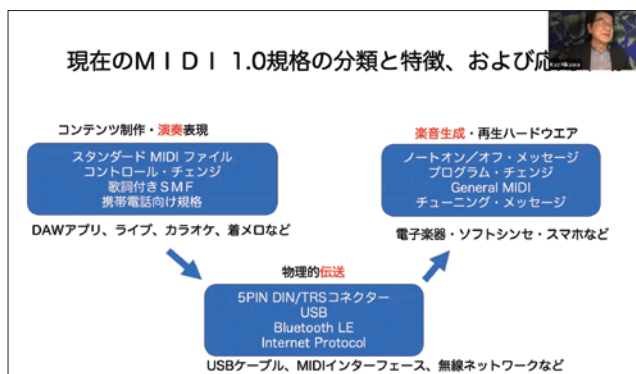 現在のＭＩＤＩ 1.0規格の分類と特徴、および応
コンテンツ制作・演奏表現
スタンダード MIDI ファイル
コントロール・チェンジ
歌詞付きＳＭＦ
携帯電話向け規格
DAWアプリ、ライブ、カラオケ、着メロなど
楽音生成・再生ハードウエア
ノートオン／オフ・メッセージ
プログラム・チェンジ
General MIDI
チューニング・メッセージ
電子楽器・ソフトシンセ・スマホなど
物理的伝送
5PIN DIN/TRSコネクター
USB
Bluetooth LE
Internet Protocol
USBケーブル、MIDIインターフェース、無線ネットワークなど